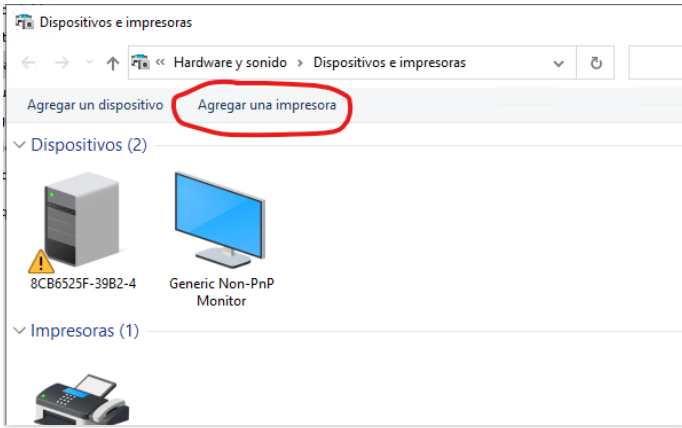 Dispositivos e impresoras
« Hardware y sonido > Dispositivos e impresoras
Agregar un dispositivo Agregar una impresora
Dispositivos (2)
8CB6525F-39B2-4 Generic Non-PnP
Monitor
Impresoras (1)